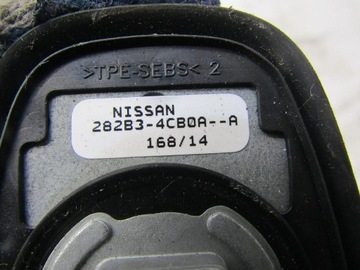 >TPE-SEBS< 2
NISSAN
282B3-4CB0A--A
168/14